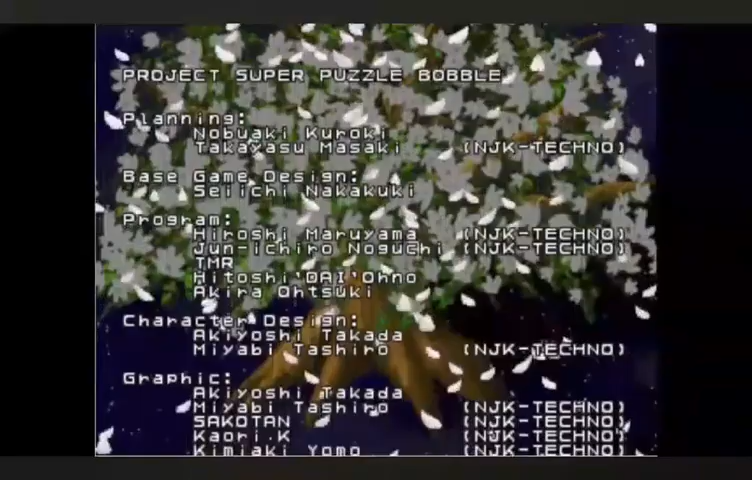 PROJECT SUPER PUZZLE BOBBLE
Planning:
Nobuaki Kuroki
Takayasu Masaki (NJK-TECHNO)
Base Game Design:
Seiichi Nakakuki
Program:
Hiroshi Maruyama (NJK-TECHNO)
Jun-ichiro Noguchi (NJK-TECHNO)
TMR
Hitoshi'DAI'Ohno
Akira Ohtsuki
Character Design:
Akiyoshi Takada
Miyabi Tashiro (NJK-TECHNO)
Graphic:
Akiyoshi Takada
Miyabi Tashiro (NJK-TECHNO)
SAKOTAN (NJK-TECHNO)
Kaori.K (NJK-TECHNO)
Kimiaki Yomo (NJK-TECHNO)